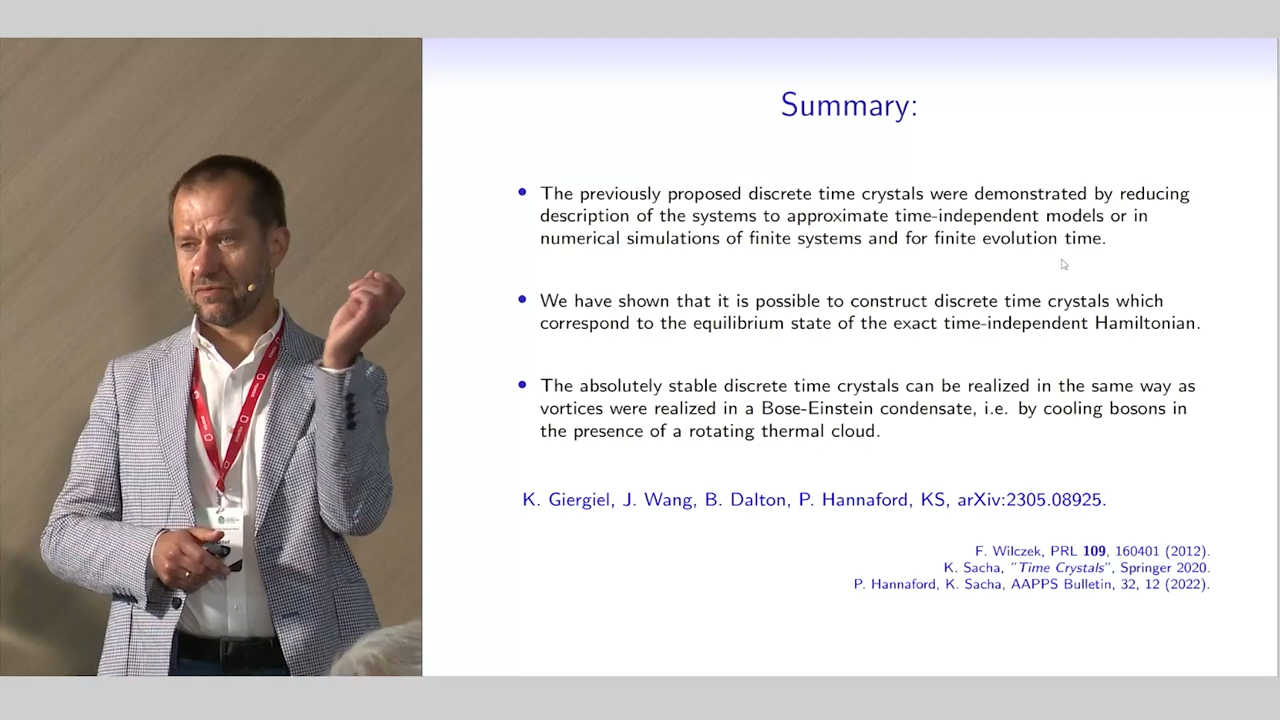 Summary:
• The previously proposed discrete time crystals were demonstrated by reducing
description of the systems to approximate time-independent models or in
numerical simulations of finite systems and for finite evolution time.
• We have shown that it is possible to construct discrete time crystals which
correspond to the equilibrium state of the exact time-independent Hamiltonian.
• The absolutely stable discrete time crystals can be realized in the same way as
vortices were realized in a Bose-Einstein condensate, i.e. by cooling bosons in
the presence of a rotating thermal cloud.
K. Giergiel, J. Wang, B. Dalton, P. Hannaford, KS, arXiv:2305.08925.
F. Wilczek, PRL 109, 160401 (2012).
K. Sacha, "Time Crystals", Springer 2020.
P. Hannaford, K. Sacha, AAPPS Bulletin, 32, 12 (2022).